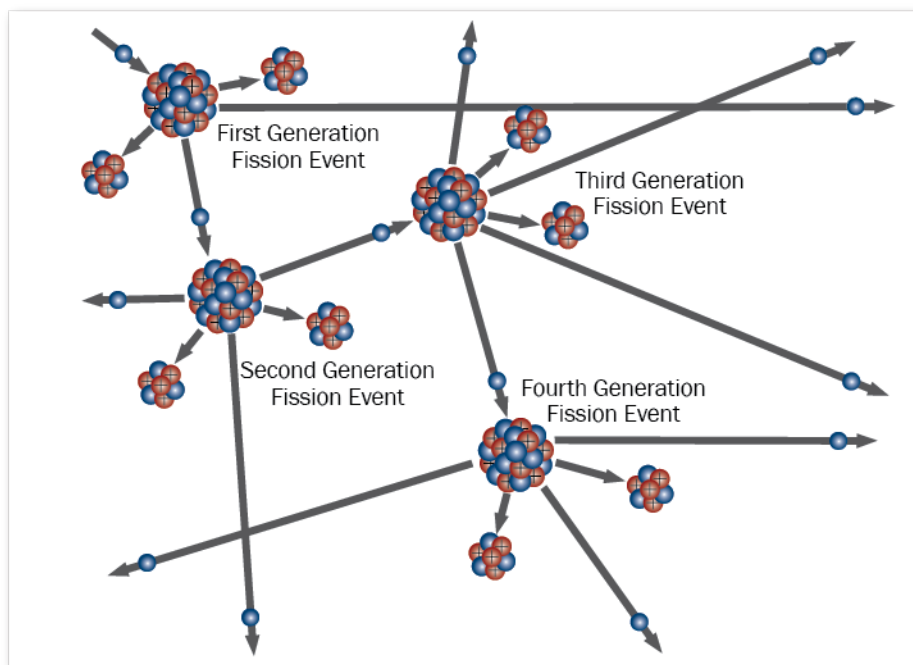 First Generation
Fission Event
Third Generation
Fission Event
Second Generation
Fission Event
Fourth Generation
Fission Event